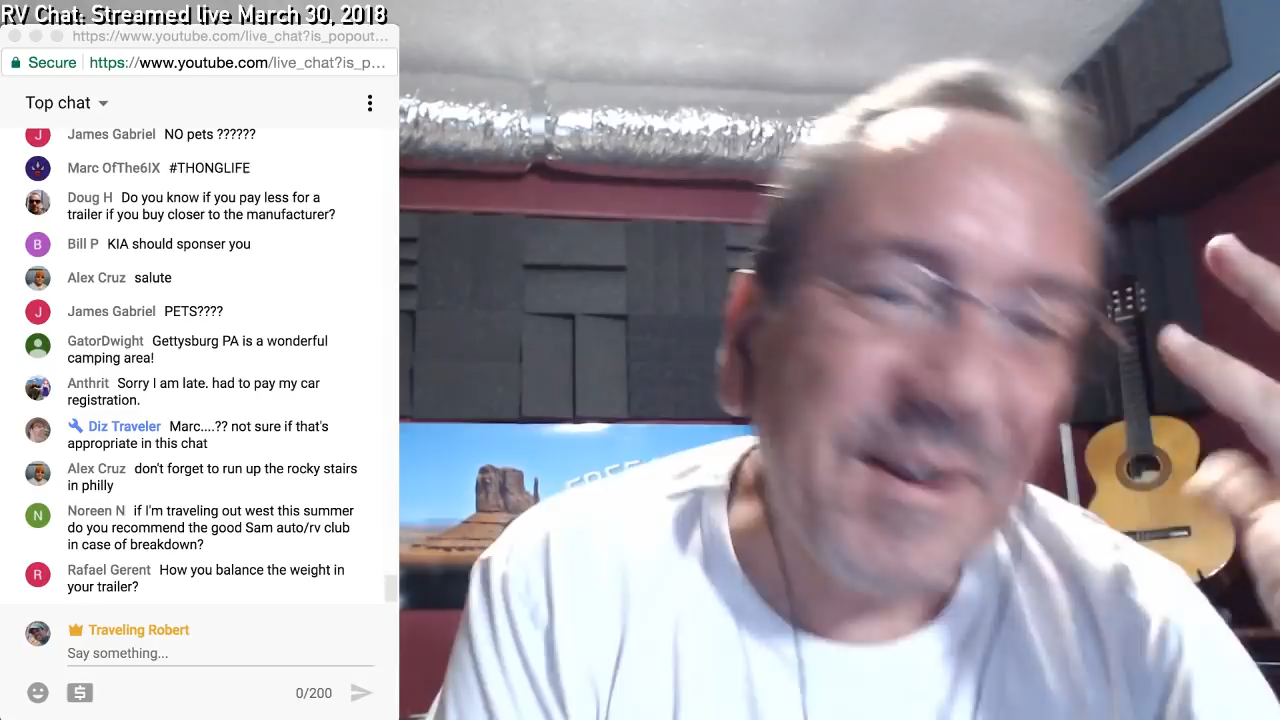 RV Chat. Streamed live March 30, 2018
https://www.youtube.com/live_chat?is_popout...
Secure https://www.youtube.com/live_chat?is_p...
Top chat
J James Gabriel NO pets ??????
Marc OfThe6IX #THONGLIFE
Doug H Do you know if you pay less for a
trailer if you buy closer to the manufacturer?
B Bill P KIA should sponser you
Alex Cruz salute
J James Gabriel PETS????
GatorDwight Gettysburg PA is a wonderful
camping area!
Anthrit Sorry I am late. had to pay my car
registration.
Diz Traveler Marc....?? not sure if that's
appropriate in this chat
Alex Cruz don't forget to run up the rocky stairs
in philly
N Noreen N if I'm traveling out west this summer
do you recommend the good Sam auto/rv club
in case of breakdown?
R Rafael Gerent How you balance the weight in
your trailer?
Traveling Robert
Say something...
$ 0/200